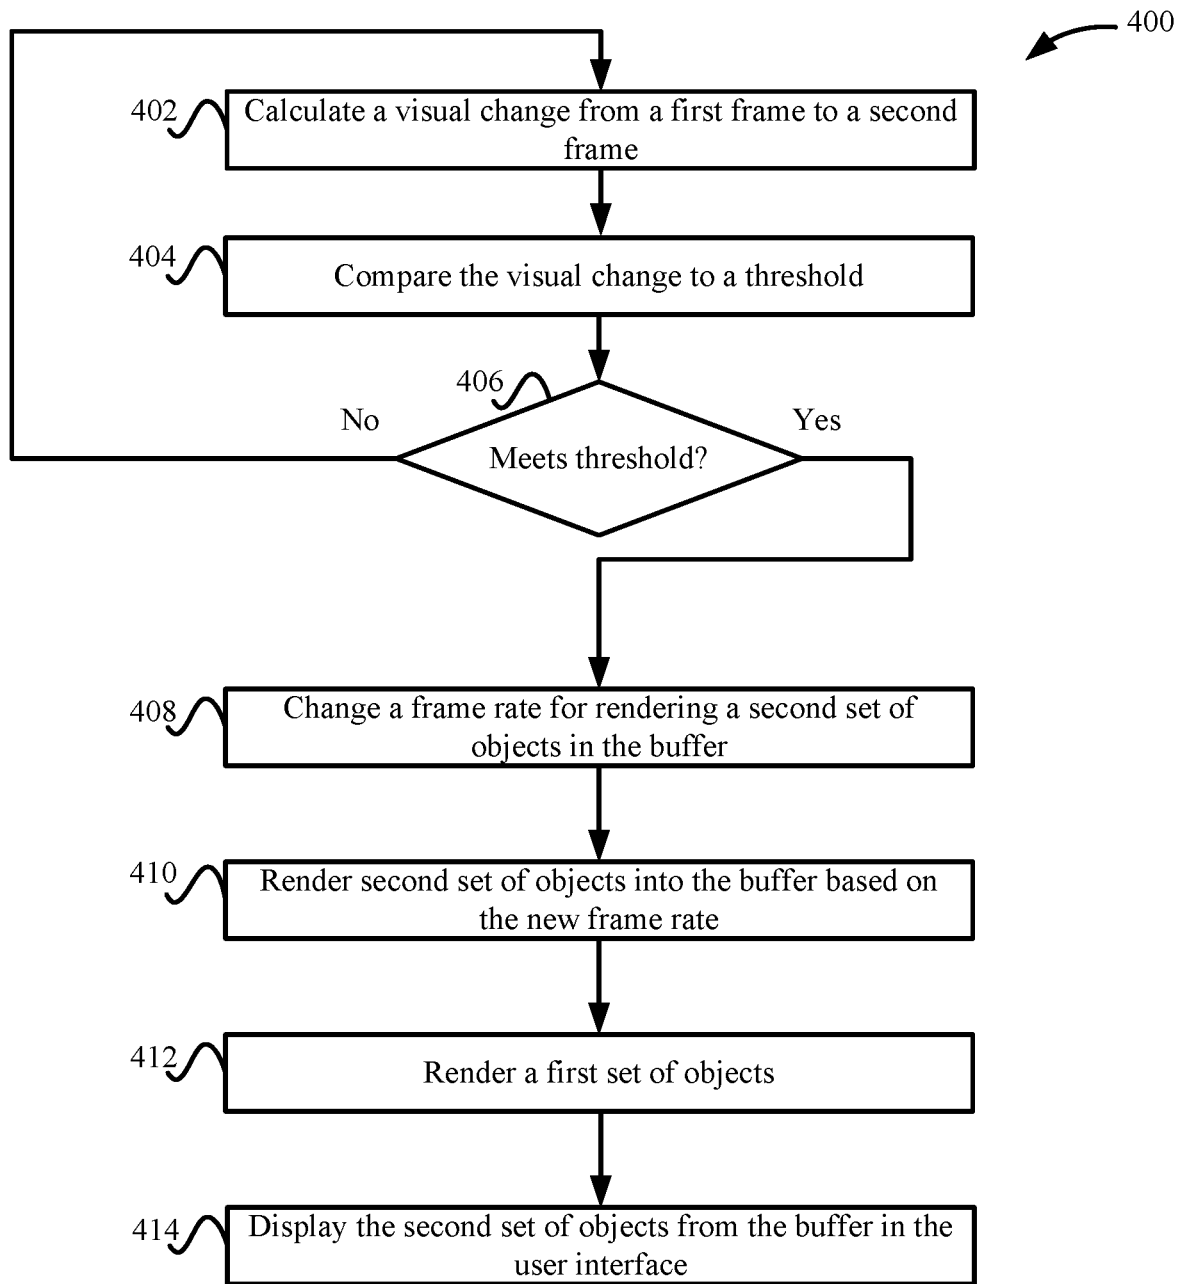 400
402
Calculate a visual change from a first frame to a second
frame
404
Compare the visual change to a threshold
406
No
Yes
Meets threshold?
408
Change a frame rate for rendering a second set of
objects in the buffer
410
Render second set of objects into the buffer based on
the new frame rate
412
Render a first set of objects
414
Display the second set of objects from the buffer in the
user interface